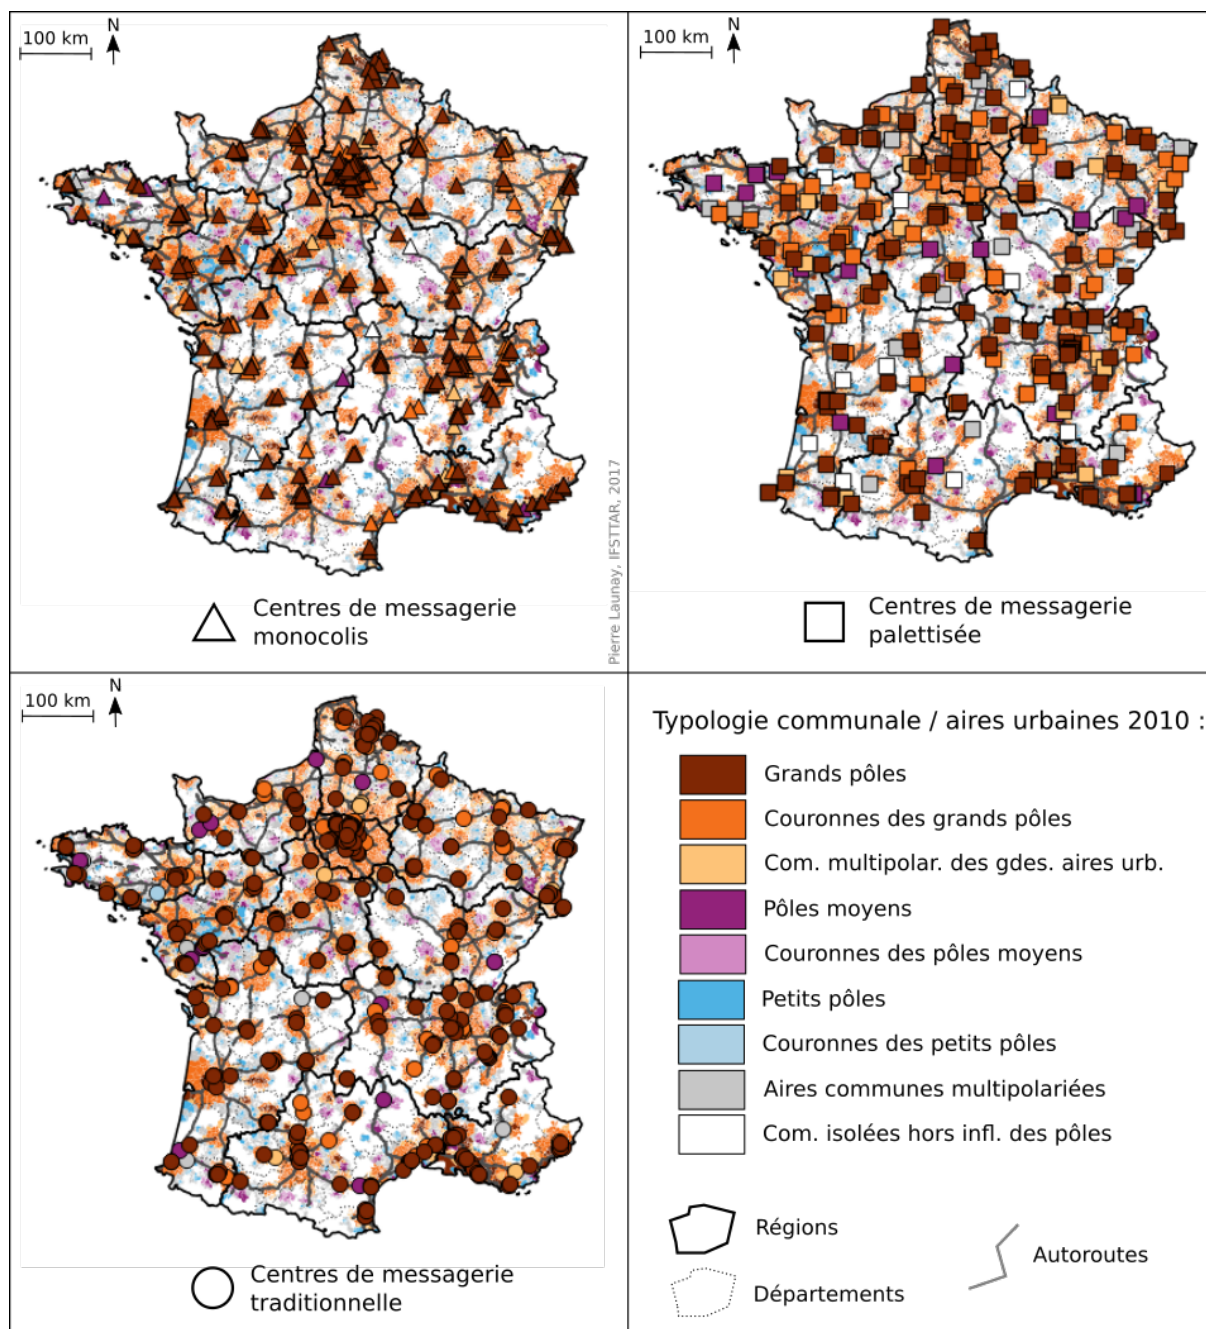 N
100 km
Centres de messagerie
monocolis
Pierre Launay, IFSTTAR, 2017
N
100 km
Centres de messagerie
palettisée
N
100 km
Centres de messagerie
traditionnelle
Typologie communale / aires urbaines 2010 :
Grands pôles
Couronnes des grands pôles
Com. multipolar. des gdes. aires urb.
Pôles moyens
Couronnes des pôles moyens
Petits pôles
Couronnes des petits pôles
Aires communes multipolariées
Com. isolées hors infl. des pôles
Régions
Autoroutes
Départements